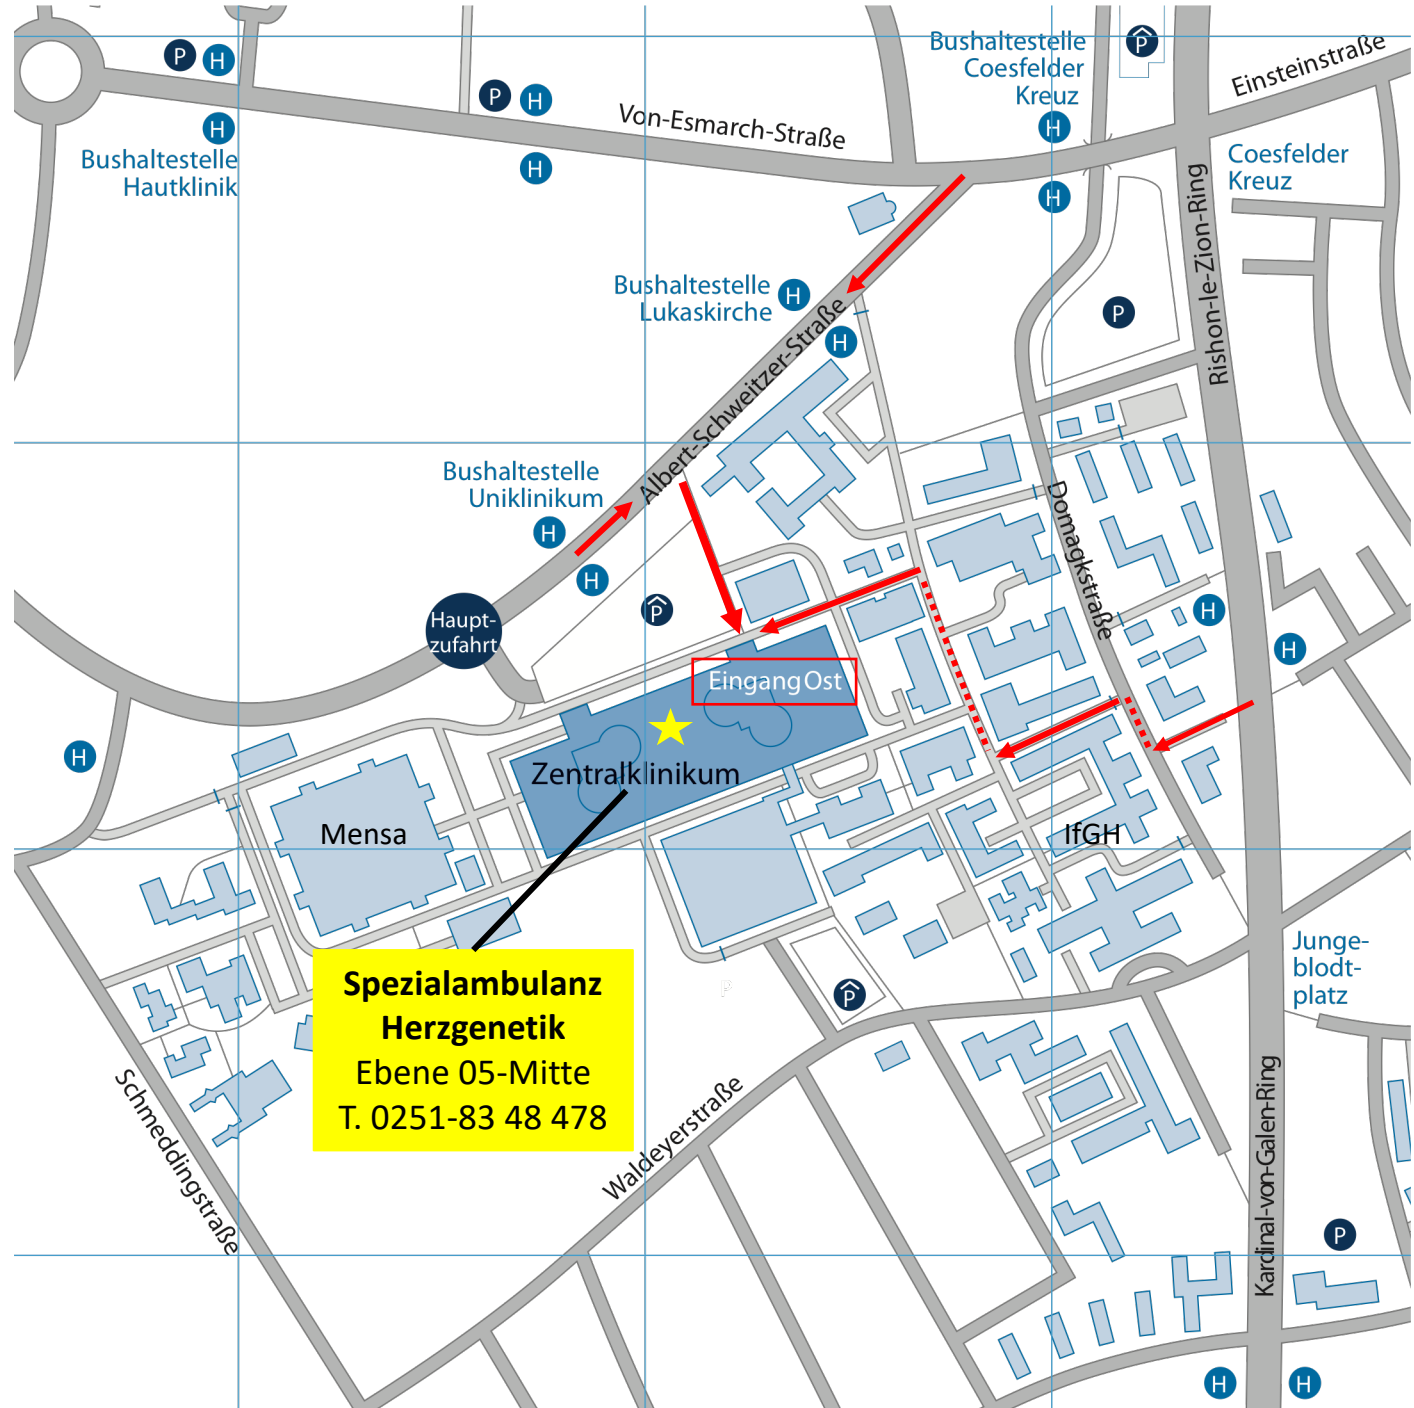 P
H
H
Bushaltestelle
Hautklinik
P
H
H
Von-Esmarch-Straße
Bushaltestelle
Coesfelder
Kreuz
H
H
P
Einsteinstraße
Coesfelder
Kreuz
Rishon-le-Zion-Ring
P
Bushaltestelle
Lukaskirche
H
H
Albert-Schweitzer-Straße
Bushaltestelle
Uniklinikum
H
H
Haupt-
zufahrt
P
Domagkstraße
H
H
Eingang Ost
Zentralklinikum
H
Mensa
IfGH
Spezialambulanz
Herzgenetik
Ebene 05-Mitte
T. 0251-83 48 478
P
P
Junge-
blodt-
platz
Schmeddingstraße
Waldeyerstraße
Kardinal-von-Galen-Ring
P
H
H